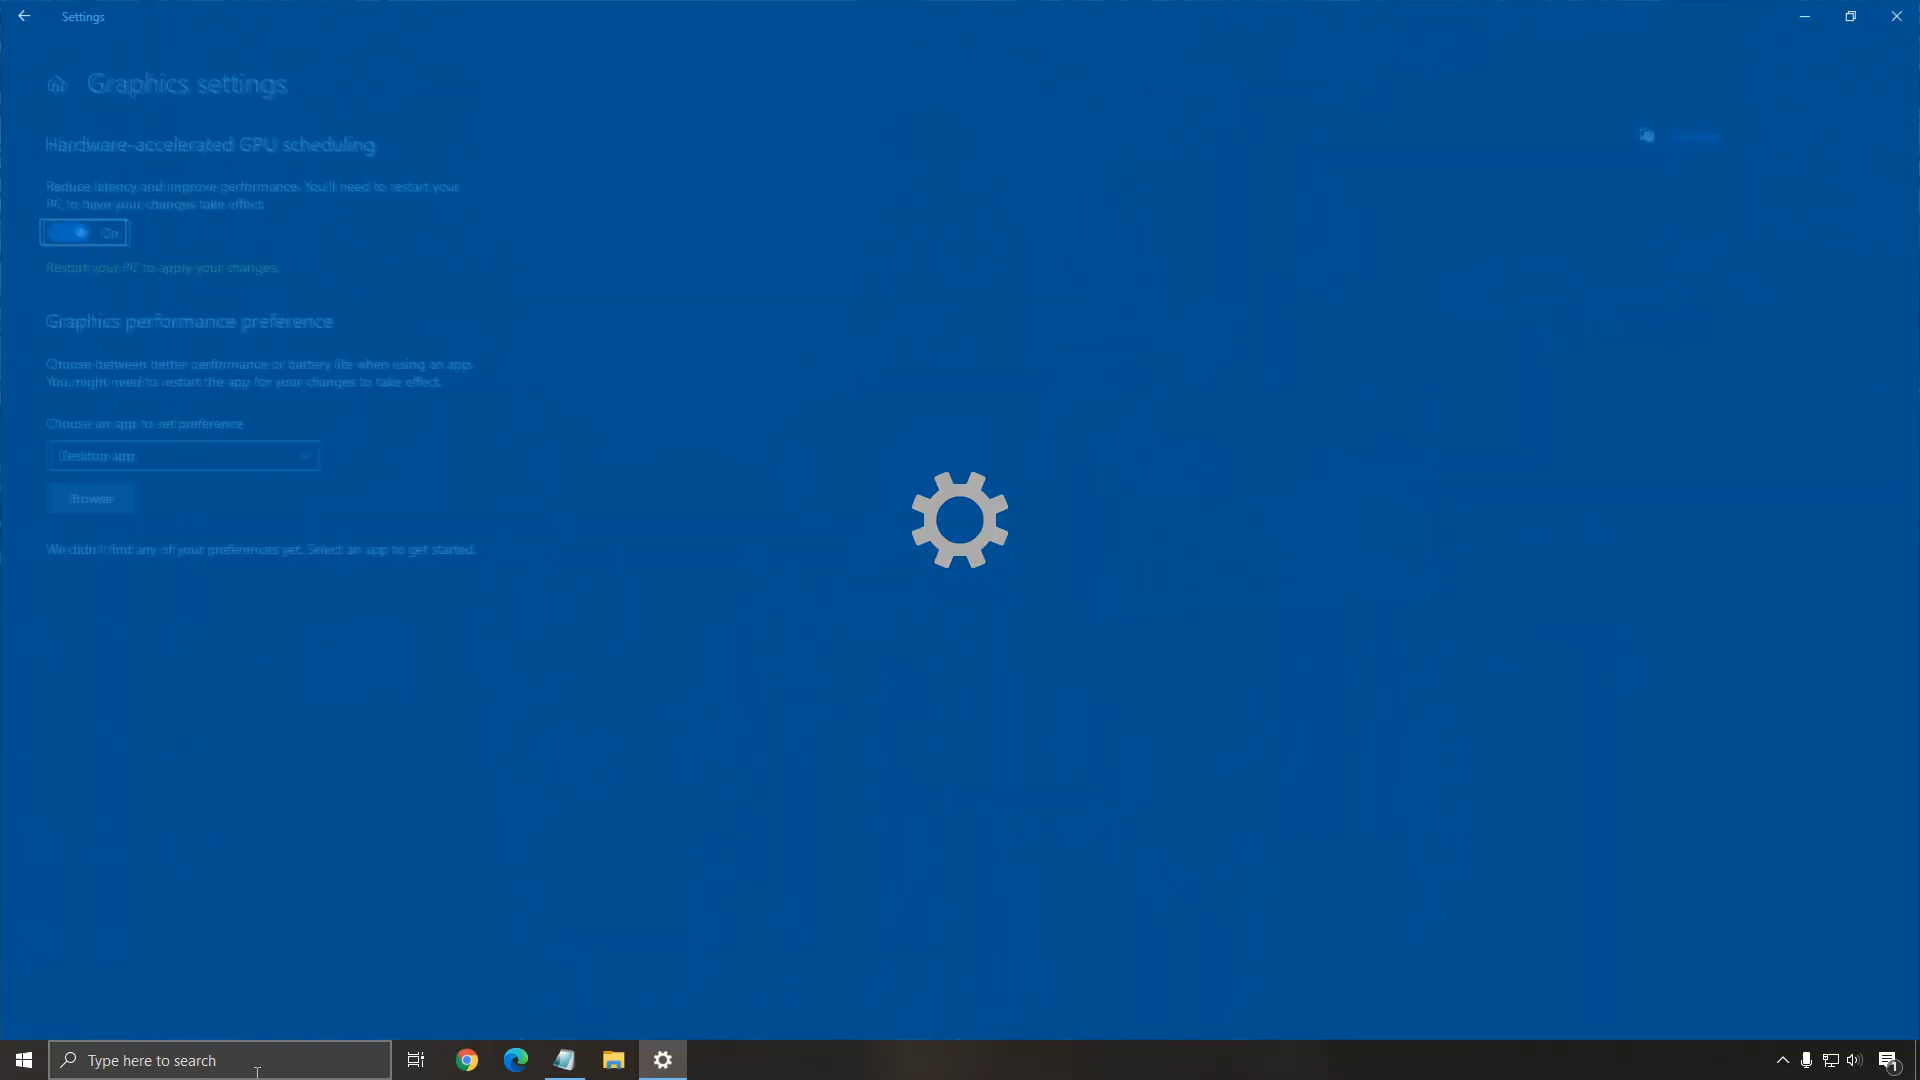 Settings
Graphics settings
Hardware-accelerated GPU scheduling
Reduce latency and improve performance. You'll need to restart your
PC to have your changes take effect.
On
Restart your PC to apply your changes.
Graphics performance preference
Choose between better performance or battery life when using an app.
You might need to restart the app for your changes to take effect.
Choose an app to set preference
Desktop app
Browse
We didn't find any of your preferences yet. Select an app to get started.
Type here to search
1